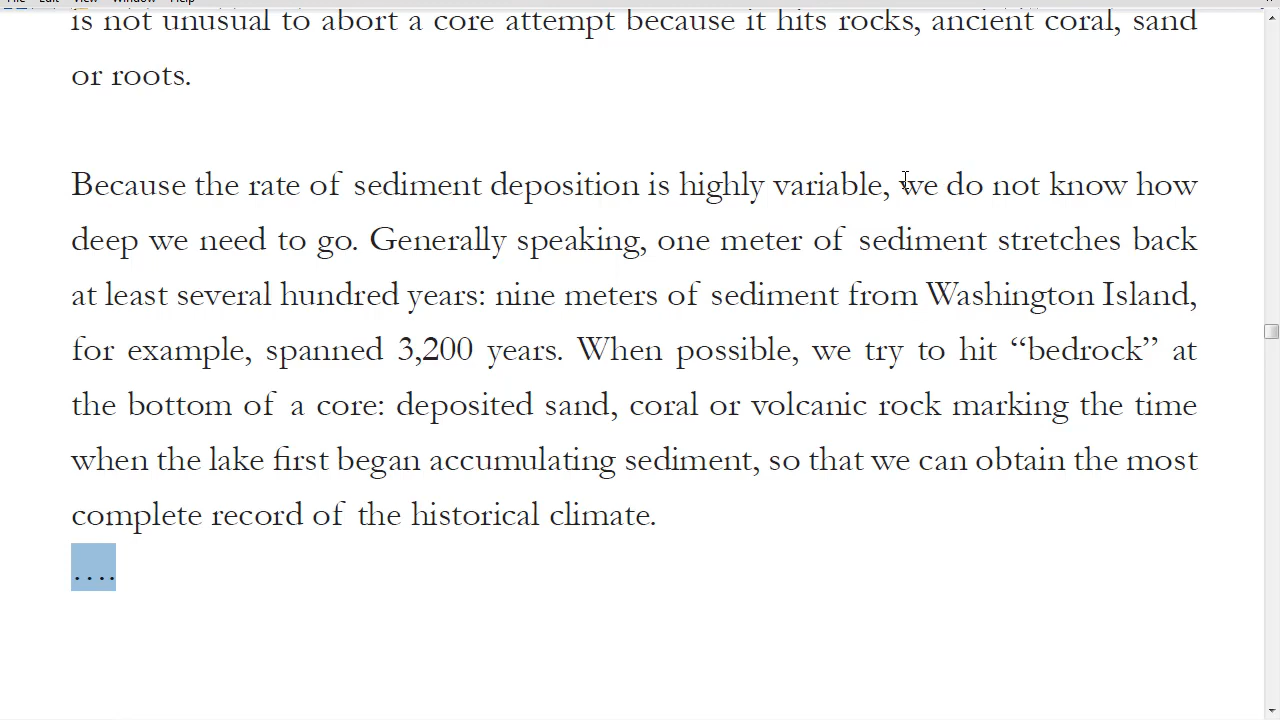 File Edit View Window Help
is not unusual to abort a core attempt because it hits rocks, ancient coral, sand
or roots.
Because the rate of sediment deposition is highly variable, we do not know how
deep we need to go. Generally speaking, one meter of sediment stretches back
at least several hundred years: nine meters of sediment from Washington Island,
for example, spanned 3,200 years. When possible, we try to hit “bedrock” at
the bottom of a core: deposited sand, coral or volcanic rock marking the time
when the lake first began accumulating sediment, so that we can obtain the most
complete record of the historical climate.
….